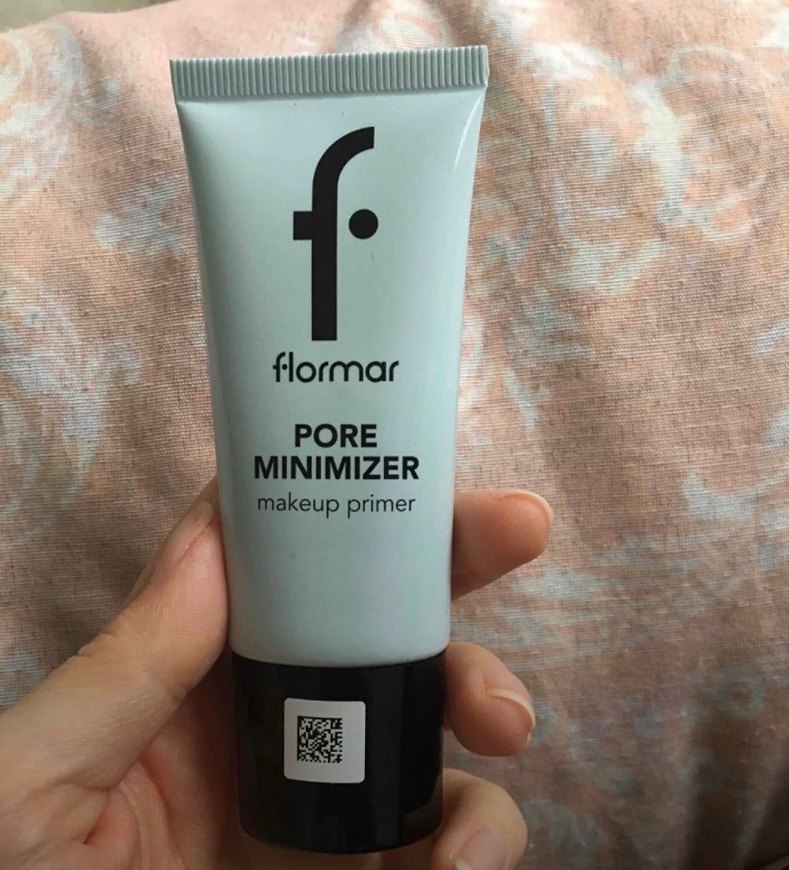 f
flormar
PORE
MINIMIZER
makeup primer